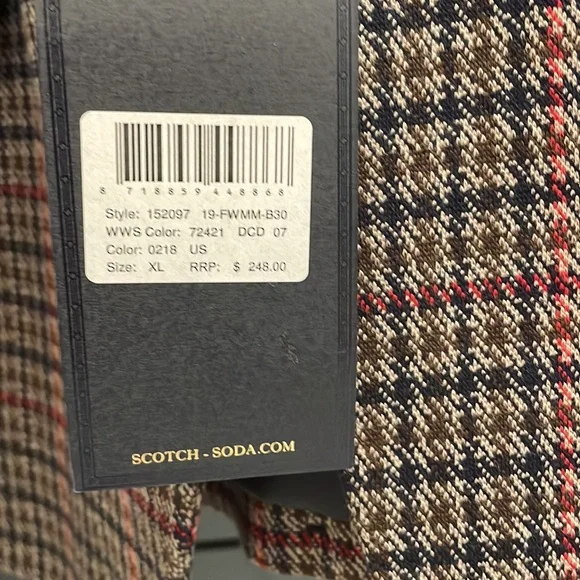 8 718859 448868
Style: 152097 19-FWMM-B30
WWS Color: 72421 DCD 07
Color: 0218 US
Size: XL RRP: $ 248.00
SCOTCH - SODA.COM